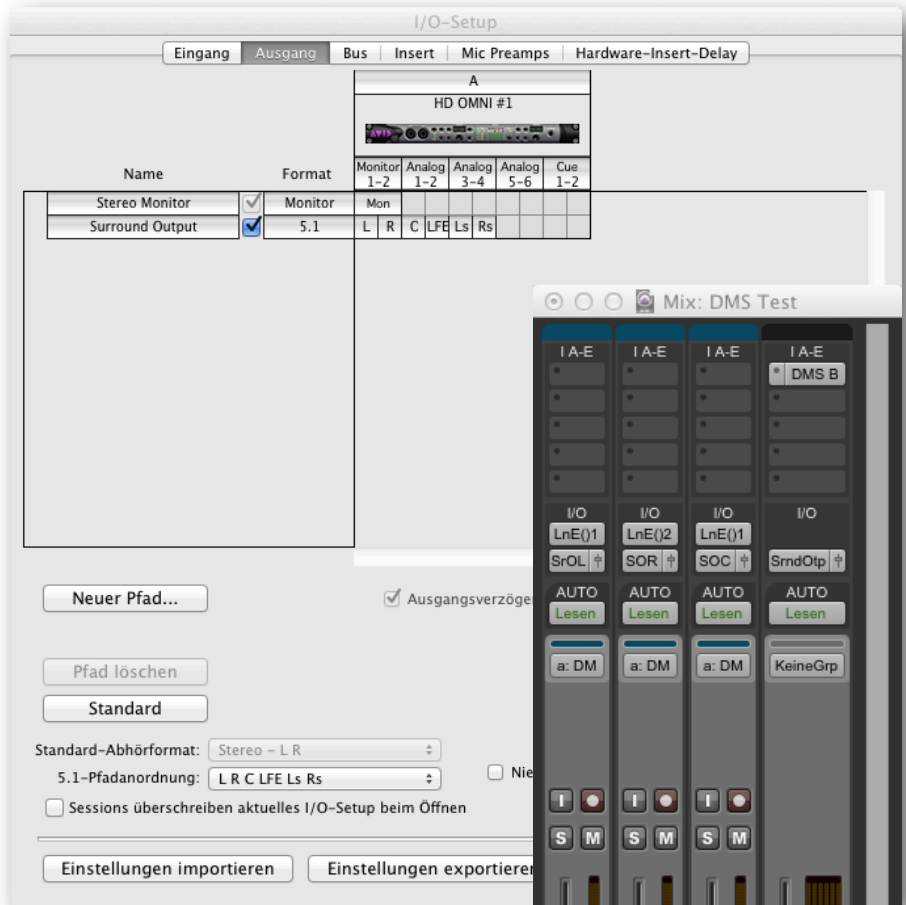 I/O-Setup
Eingang Ausgang Bus Insert Mic Preamps Hardware-Insert-Delay
A
HD OMNI #1
AVID
Name Format Monitor 1-2 Analog 1-2 Analog 3-4 Analog 5-6 Cue 1-2
Stereo Monitor Monitor Mon
Surround Output 5.1 L R C LFE Ls Rs
Neuer Pfad...
Ausgangsverzöge
Pfad löschen
Standard
Standard-Abhörformat: Stereo – L R
5.1-Pfadanordnung: L R C LFE Ls Rs
Nie
Sessions überschreiben aktuelles I/O-Setup beim Öffnen
Einstellungen importieren Einstellungen exportieren
Mix: DMS Test
I A-E I A-E I A-E I A-E
DMS B
I/O I/O I/O I/O
LnE()1 LnE()2 LnE()1
SrOL SOR SOC SrndOtp
AUTO AUTO AUTO AUTO
Lesen Lesen Lesen Lesen
a: DM a: DM a: DM KeineGrp
I I I
S M S M S M